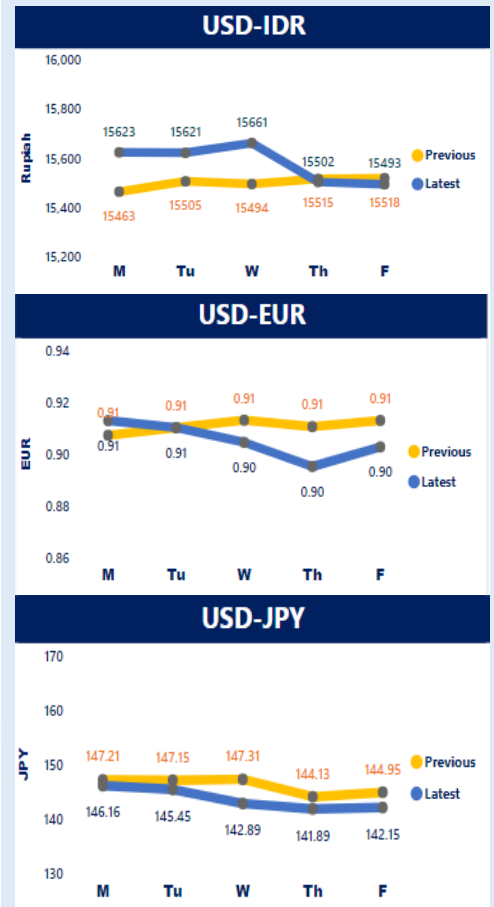 USD-IDR
16,000
15,800
15,600
15,400
15,200
Rupiah
15623 15621 15661 15502 15493
15463 15505 15494 15515 15518
Previous
Latest
M Tu W Th F
USD-EUR
0.94
0.92
0.90
0.88
0.86
EUR
0.91 0.91 0.91 0.91 0.91
0.91 0.91 0.90 0.90 0.90
Previous
Latest
M Tu W Th F
USD-JPY
170
160
150
140
130
JPY
147.21 147.15 147.31 144.13 144.95
146.16 145.45 142.89 141.89 142.15
Previous
Latest
M Tu W Th F